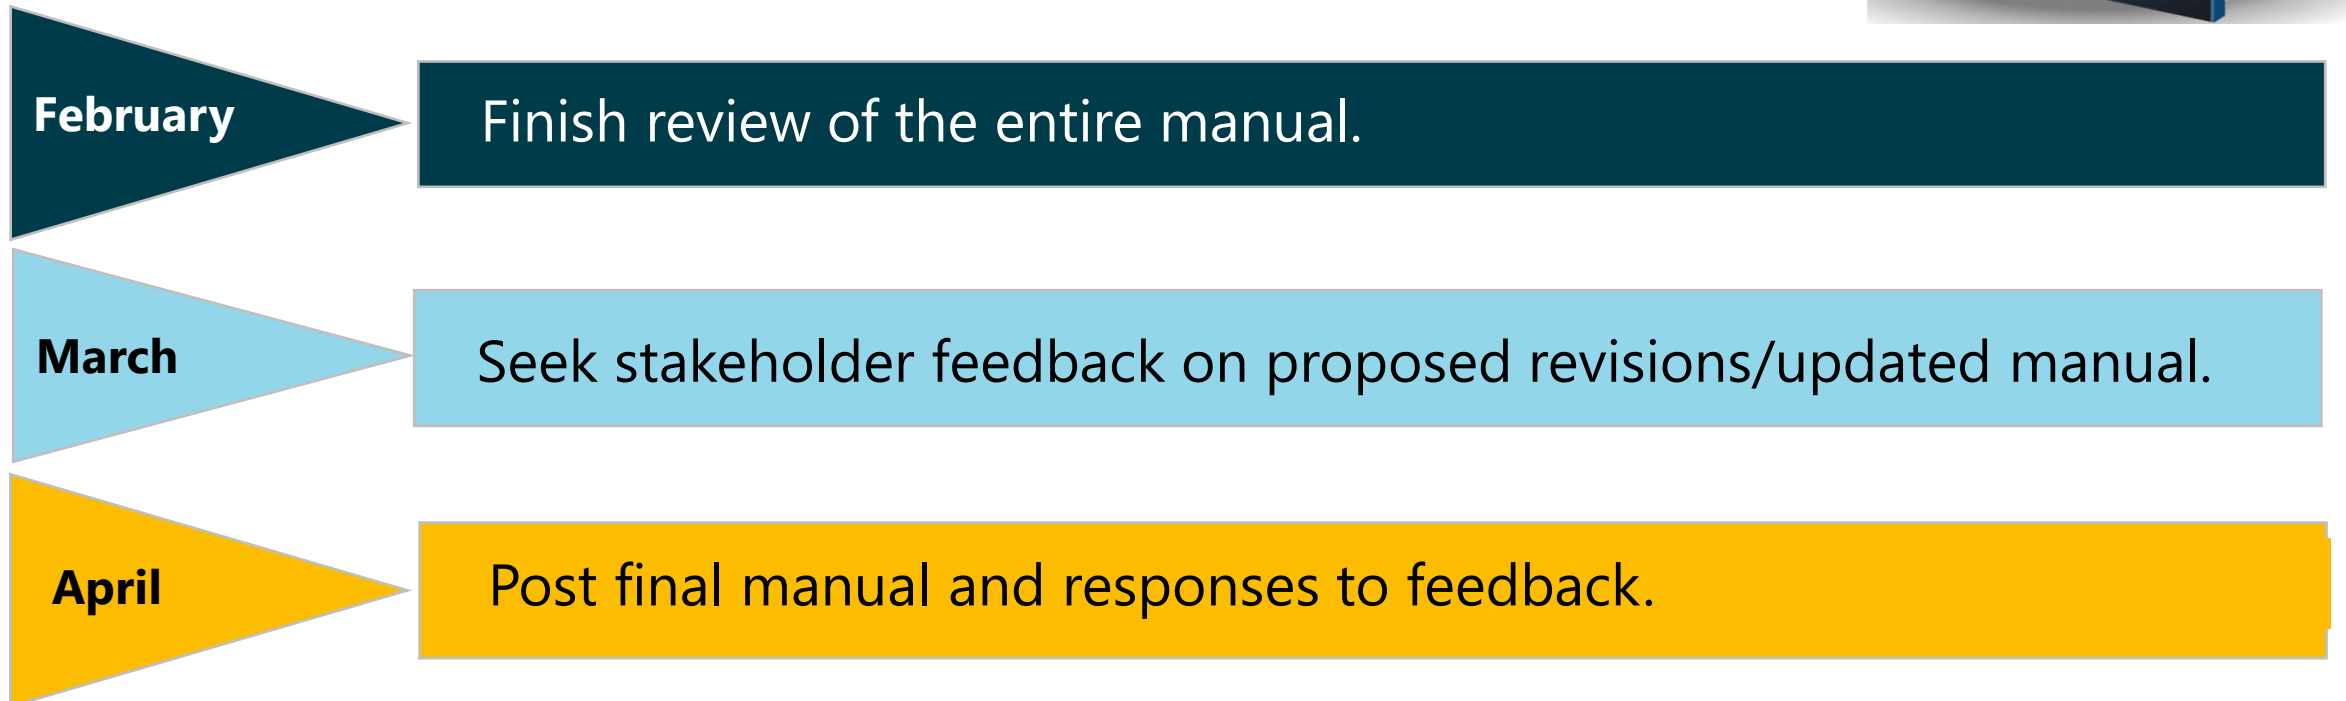 February
Finish review of the entire manual.
March
Seek stakeholder feedback on proposed revisions/updated manual.
April
Post final manual and responses to feedback.